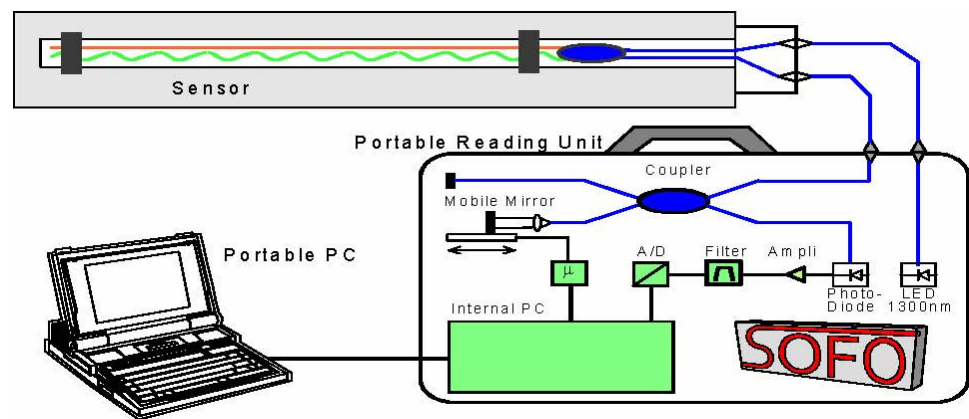 Sensor
Portable Reading Unit
Coupler
Mobile Mirror
Portable PC
A/D
Filter
Ampli
µ
Photo-
Diode
LED
1300nm
Internal PC
SOFO